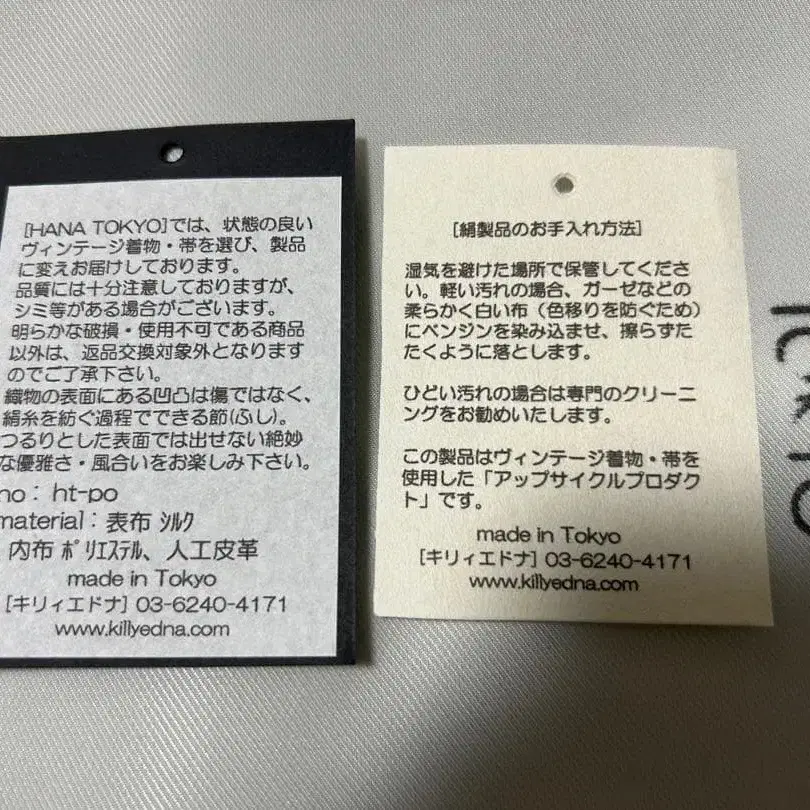 [HANA TOKYO]では、状態の良い
ヴィンテージ着物・帯を選び、製品
に変えお届けしております。
品質には十分注意しておりますが、
シミ等がある場合がございます。
明らかな破損・使用不可である商品
以外は、返品交換対象外となります
のでご了承下さい。
織物の表面にある凹凸は傷ではなく、
絹糸を紡ぐ過程でできる節(ふし)。
つるりとした表面では出せない絶妙
な優雅さ・風合いをお楽しみ下さい。
no：ht-po
material：表布 ｼﾙｸ
内布 ﾎﾟﾘｴｽﾃﾙ、人工皮革
made in Tokyo
[キリィエドナ] 03-6240-4171
www.killyedna.com
[絹製品のお手入れ方法]
湿気を避けた場所で保管してくださ
い。軽い汚れの場合、ガーゼなどの
柔らかく白い布（色移りを防ぐため）
にベンジンを染み込ませ、擦らずた
たくように落とします。
ひどい汚れの場合は専門のクリーニ
ングをお勧めいたします。
この製品はヴィンテージ着物・帯を
使用した「アップサイクルプロダク
ト」です。
made in Tokyo
[キリィエドナ] 03-6240-4171
www.killyedna.com